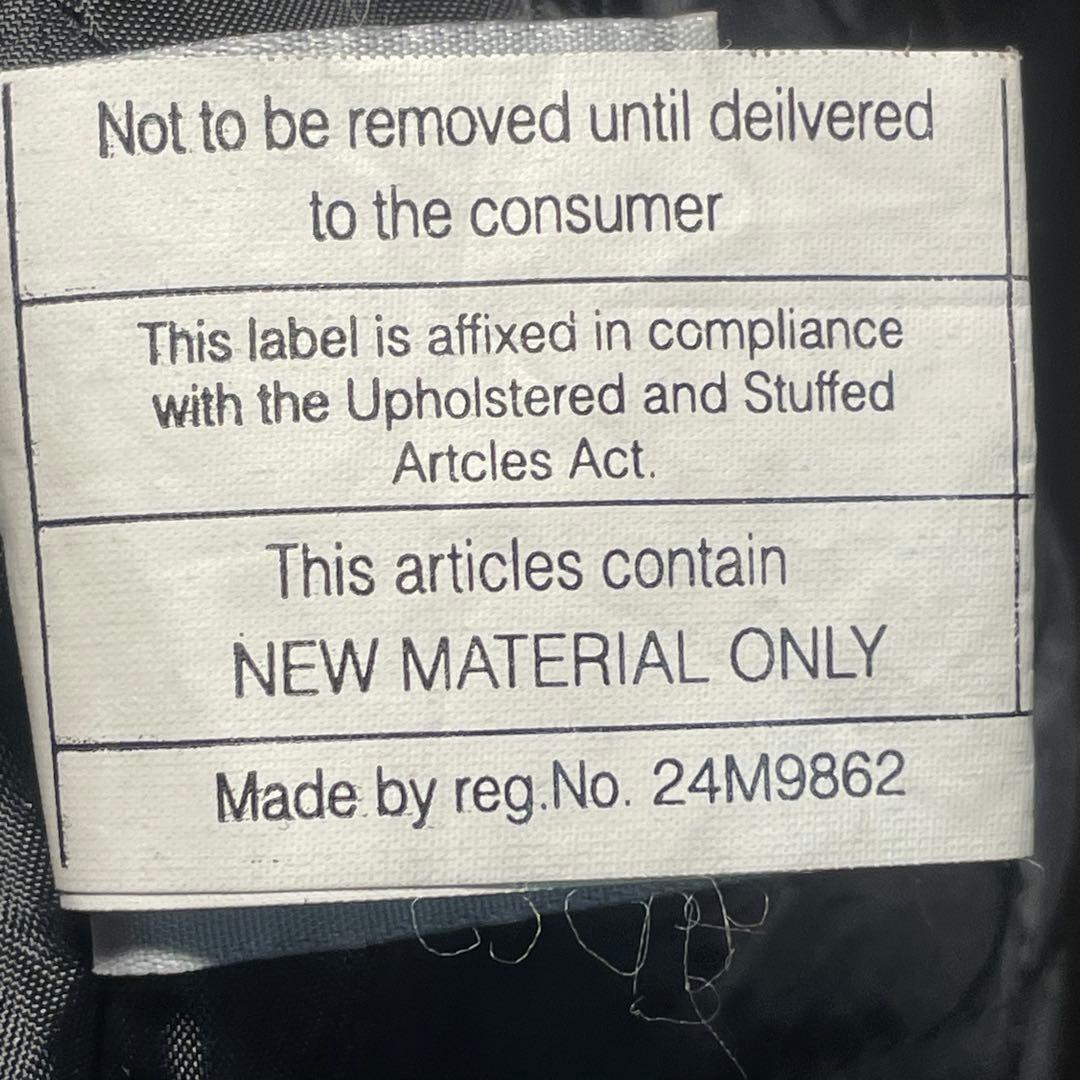 Not to be removed until deilvered
to the consumer
This label is affixed in compliance
with the Upholstered and Stuffed
Artcles Act.
This articles contain
NEW MATERIAL ONLY
Made by reg.No. 24M9862